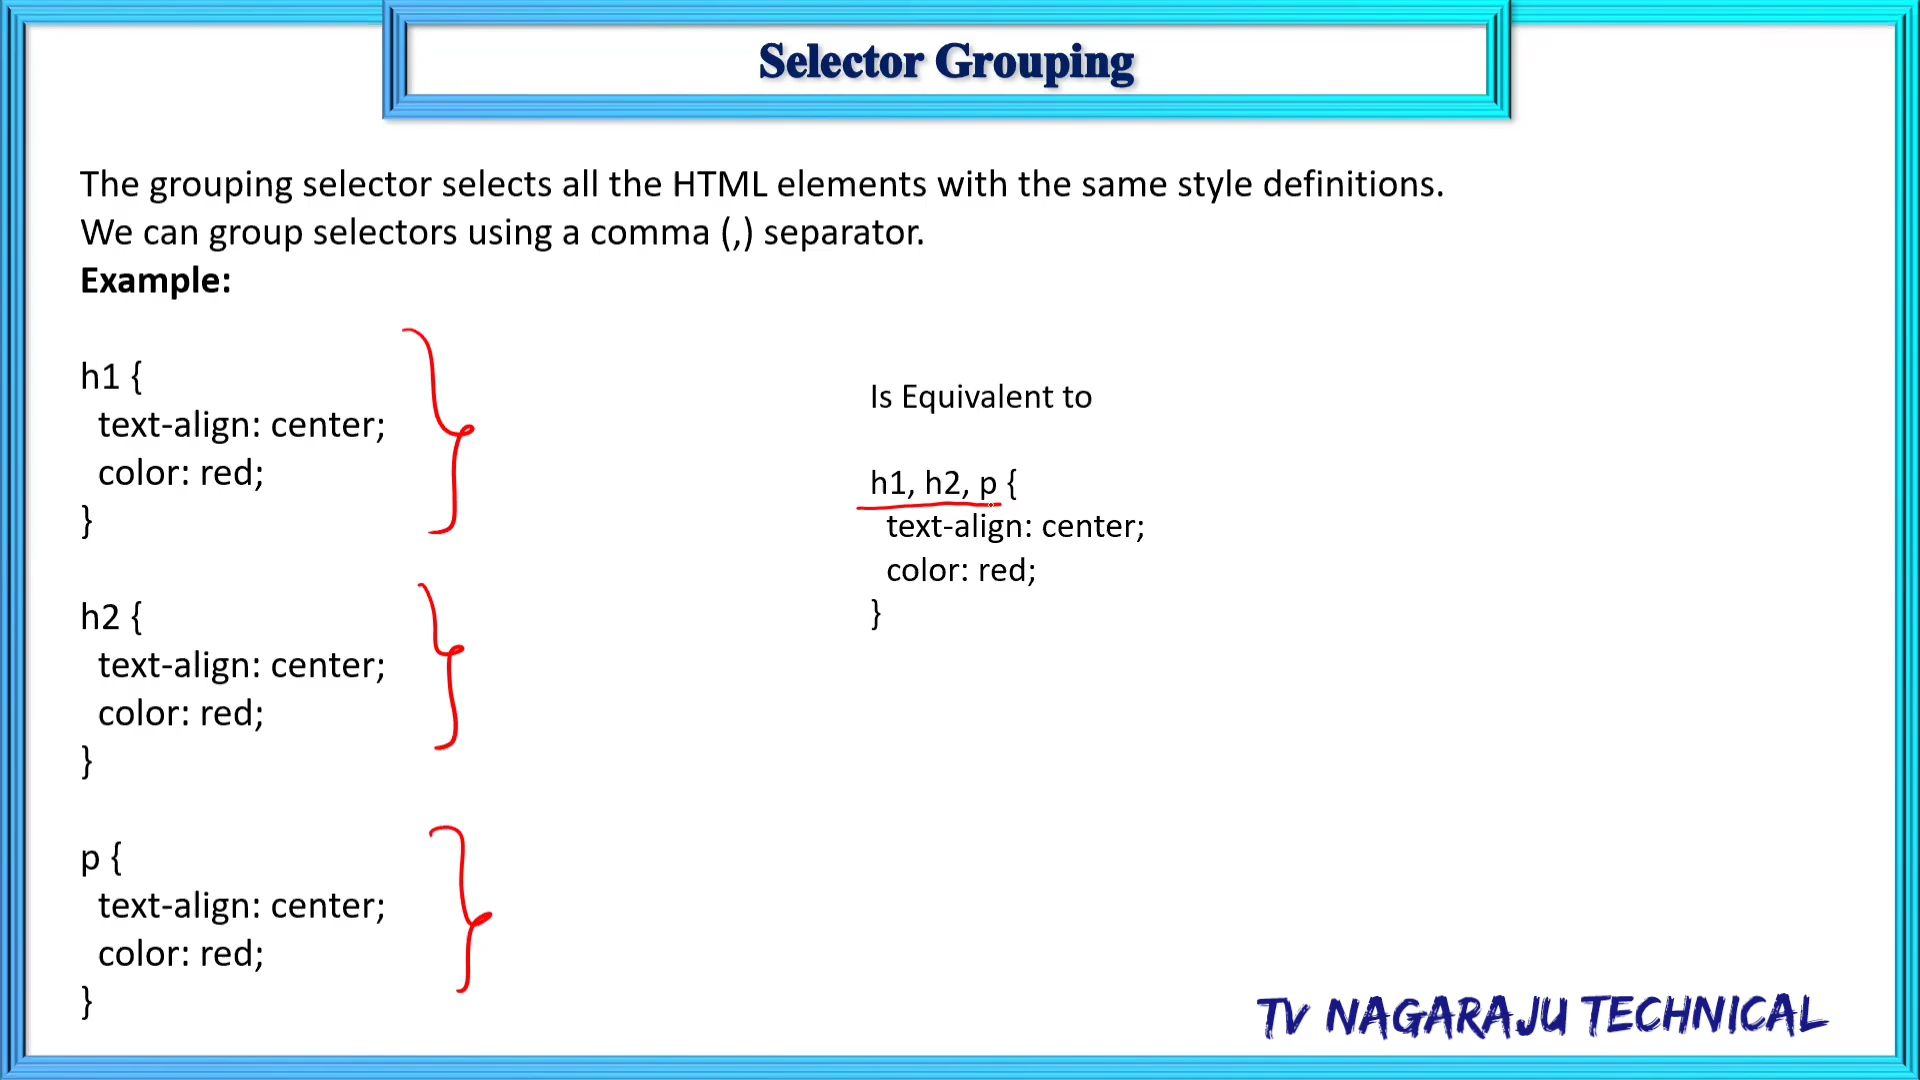 Selector Grouping
The grouping selector selects all the HTML elements with the same style definitions.
We can group selectors using a comma (,) separator.
Example:
h1 {
text-align: center;
color: red;
}
h2 {
text-align: center;
color: red;
}
p {
text-align: center;
color: red;
}
Is Equivalent to
h1, h2, p {
text-align: center;
color: red;
}
TV NAGARAJU TECHNICAL